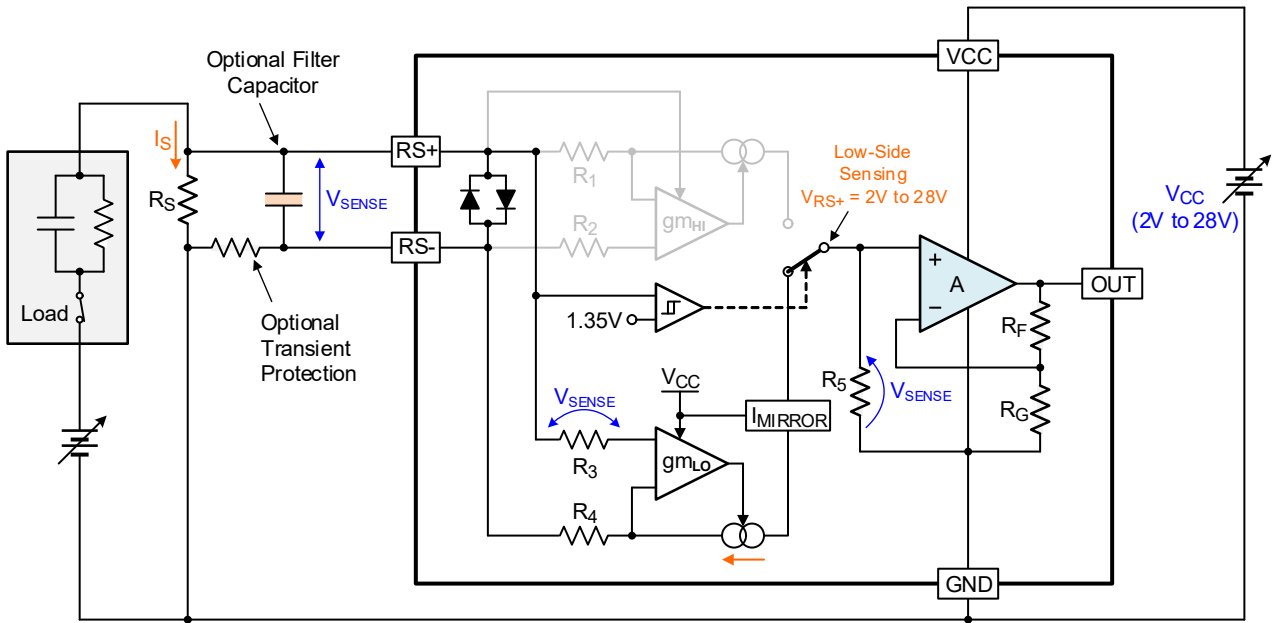 Optional Filter
Capacitor
VCC
IS
RS+
R1
Low-Side
Sensing
VRS+ = 2V to 28V
RS
VSENSE
gmHI
VCC
(2V to 28V)
R2
RS-
A
OUT
Load
1.35V
RF
Optional
Transient
Protection
VCC
R5
VSENSE
VSENSE
IMIRROR
RG
R3
gmLO
R4
GND
+
−